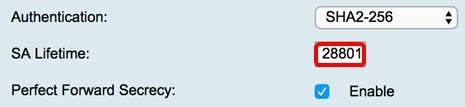 Authentication: SHA2-256
SA Lifetime: 28801
Perfect Forward Secrecy: Enable